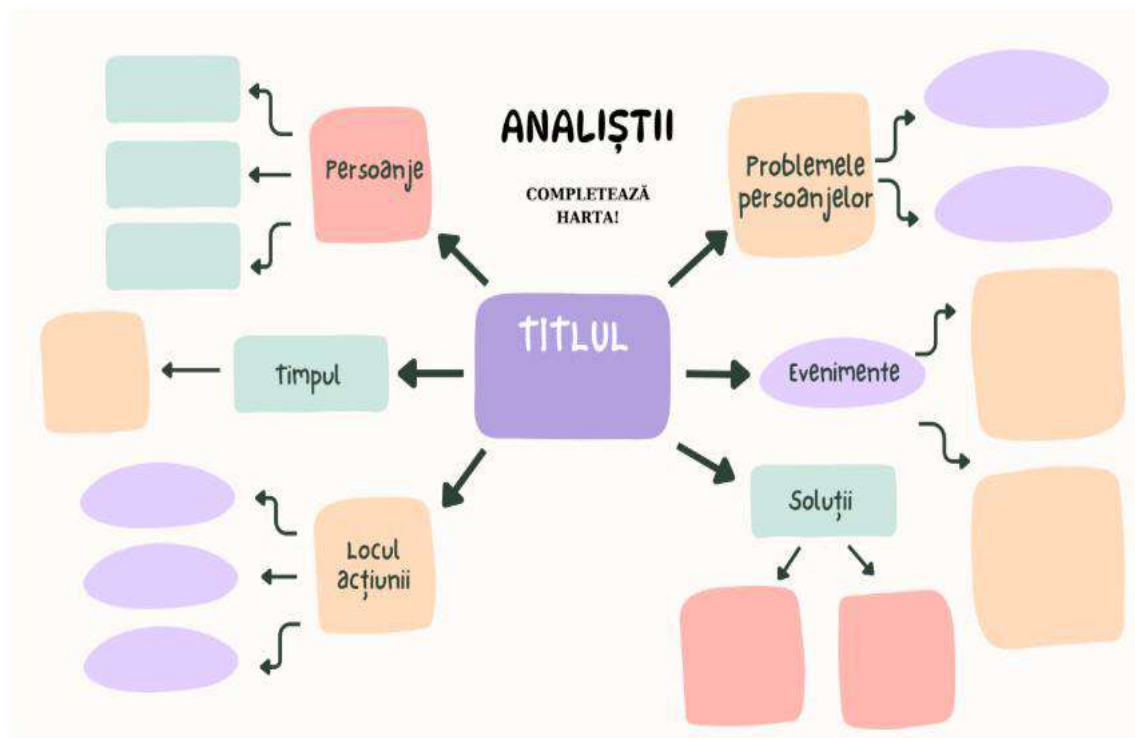 ANALIȘTII
COMPLETEAZĂ
HARTA!
Persoanje
Problemele
persoanjelor
TITLUL
Timpul
Evenimente
Locul
acțiunii
Soluții